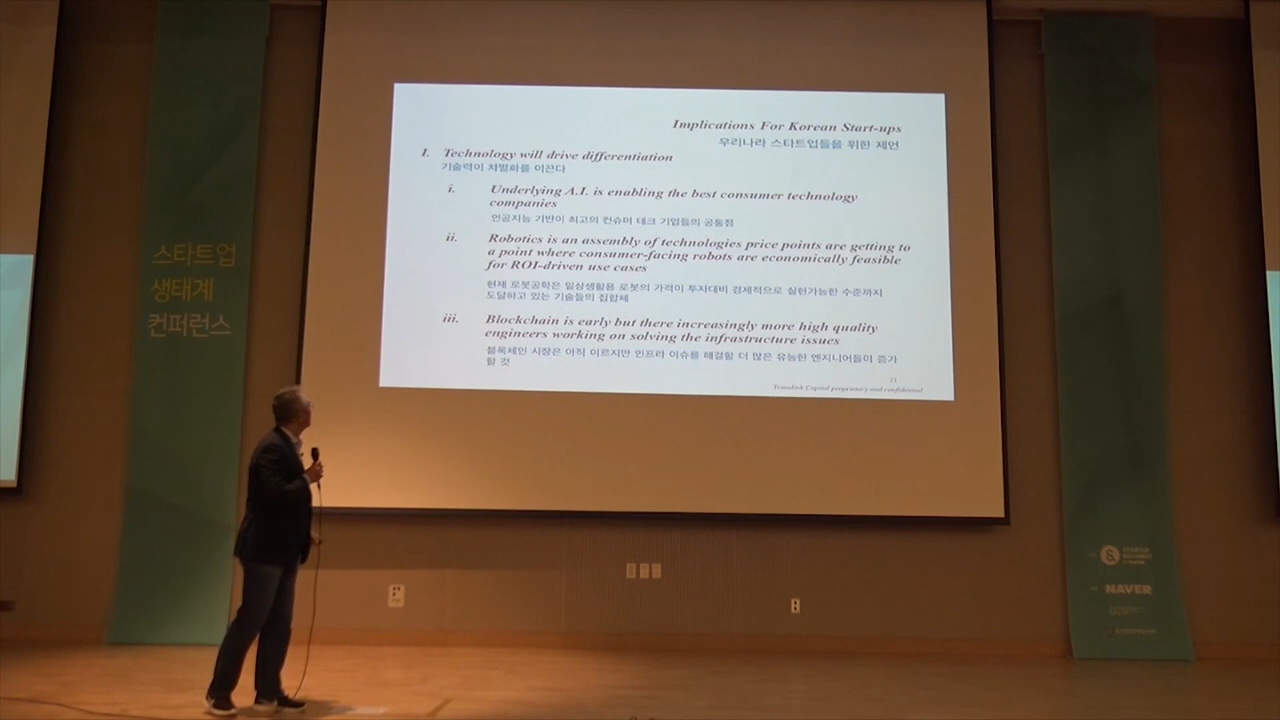 Implications For Korean Start-ups
우리나라 스타트업들을 위한 제언
I. Technology will drive differentiation
기술력이 차별화를 이끈다
i. Underlying A.I. is enabling the best consumer technology
companies
인공지능 기반이 최고의 컨슈머 테크 기업들의 공통점
ii. Robotics is an assembly of technologies price points are getting to
a point where consumer-facing robots are economically feasible
for ROI-driven use cases
현재 로봇공학은 일상생활용 로봇의 가격이 투자대비 경제적으로 실현가능한 수준까지
도달하고 있는 기술들의 집합체
iii. Blockchain is early but there increasingly more high quality
engineers working on solving the infrastructure issues
블록체인 시장은 아직 이르지만 인프라 이슈를 해결할 더 많은 유능한 엔지니어들이 증가
할 것
21
Translink Capital proprietary and confidential
스타트업
생태계
컨퍼런스
STARTUP
ALLIANCE
NAVER